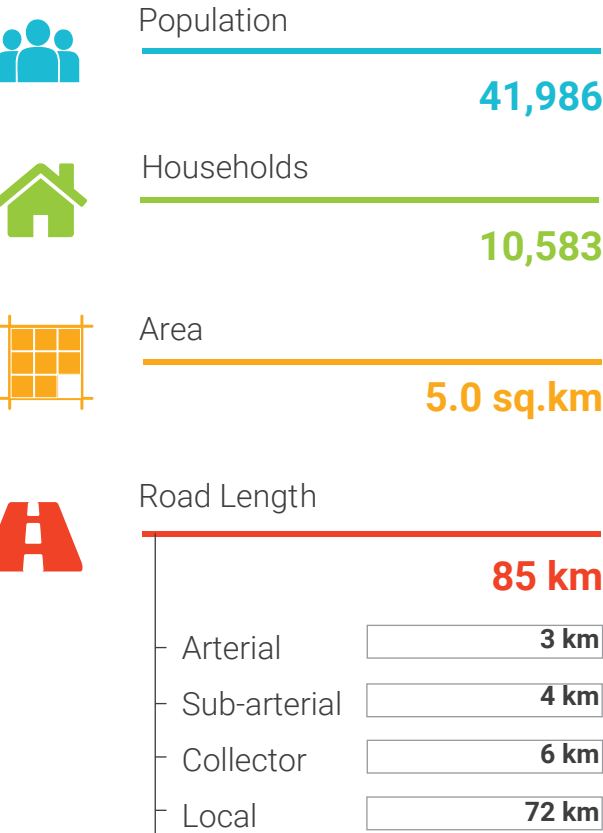 Population
41,986
Households
10,583
Area
5.0 sq.km
Road Length
85 km
Arterial 3 km
Sub-arterial 4 km
Collector 6 km
Local 72 km